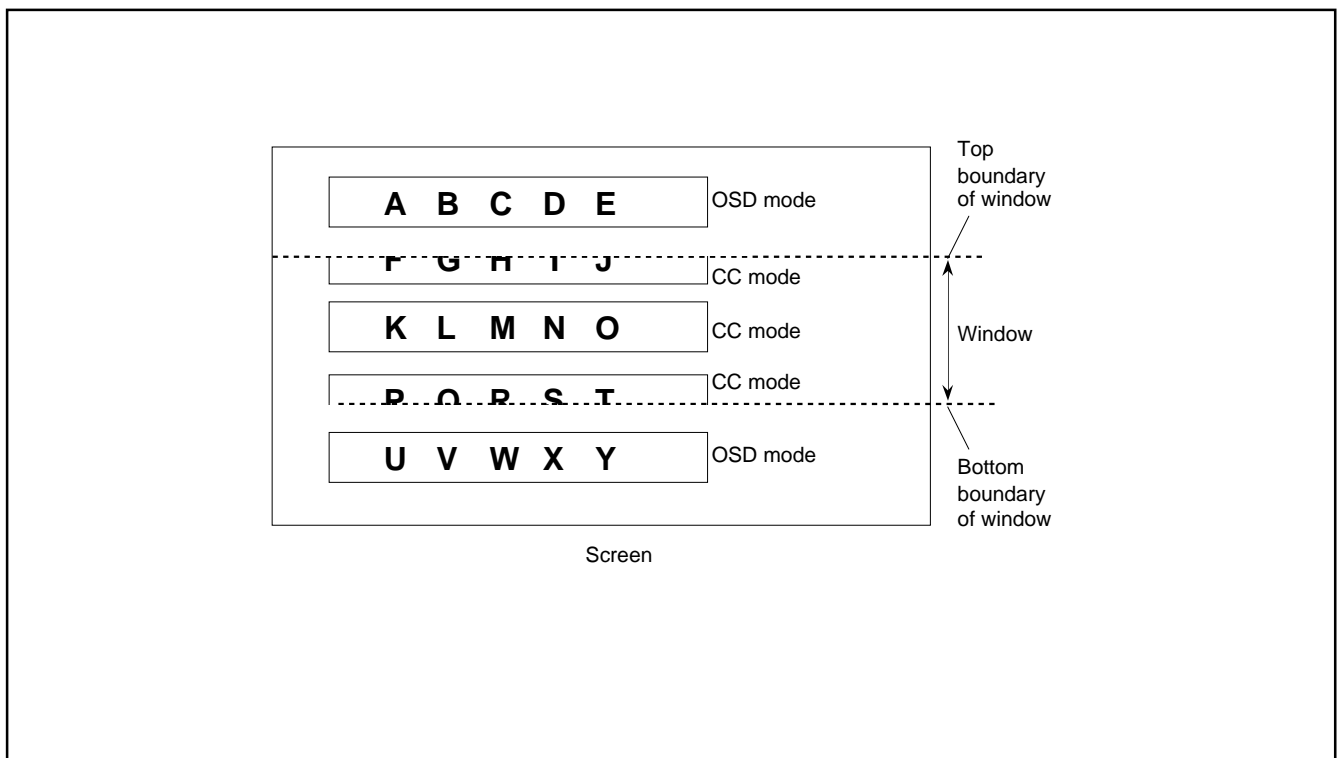 Top
boundary
of window
A B C D E
OSD mode
F G H I J
CC mode
K L M N O
CC mode
Window
P Q R S T
CC mode
U V W X Y
OSD mode
Bottom
boundary
of window
Screen